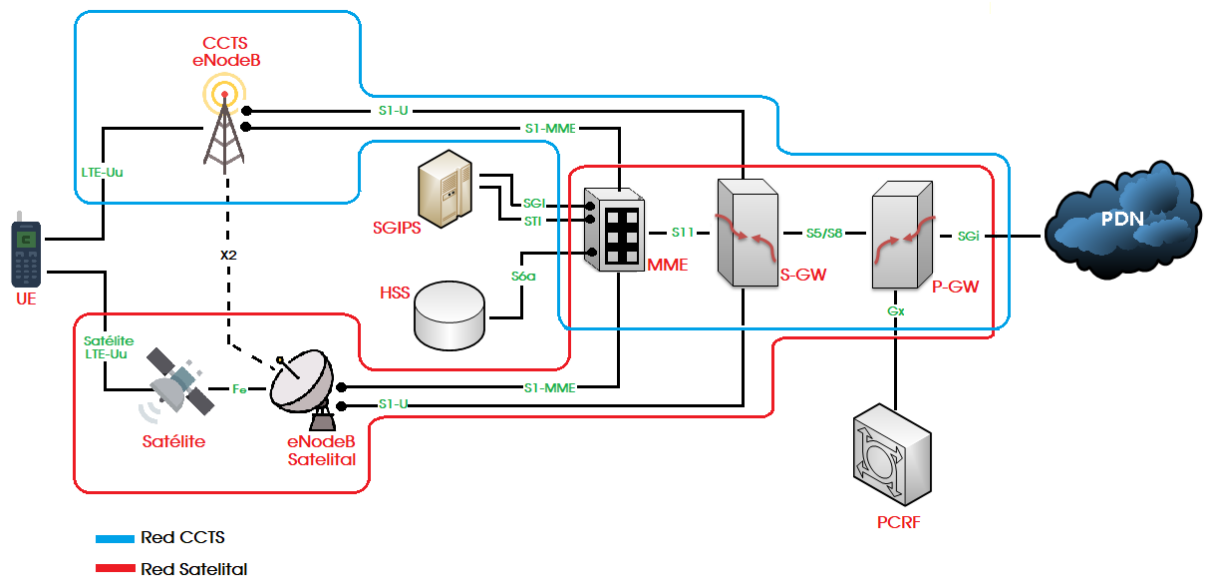 CCTS
eNodeB
S1-U
S1-MME
LTE-Uu
SGi
STI
SGIPS
X2
S11
S5/S8
SGi
PDN
UE
MME
S-GW
P-GW
HSS
S6a
Gx
Satélite
LTE-Uu
Fe
S1-MME
S1-U
Satélite
eNodeB
Satelital
PCRF
Red CCTS
Red Satelital